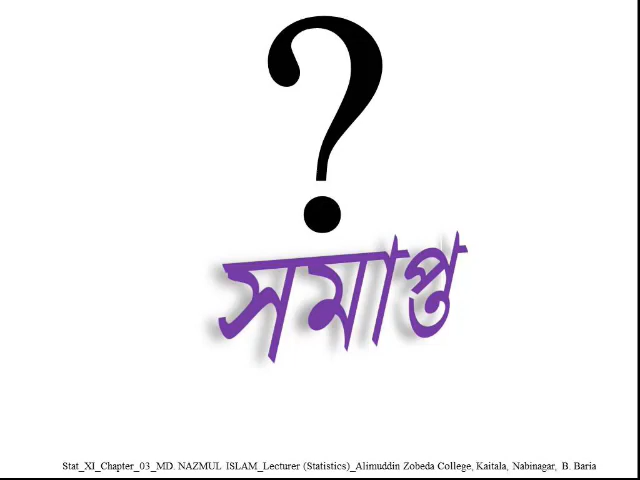 ?
সমাপ্ত
Stat_XI_Chapter_03_MD. NAZMUL ISLAM_Lecturer (Statistics)_Alimuddin Zobeda College, Kaitala, Nabinagar, B. Baria